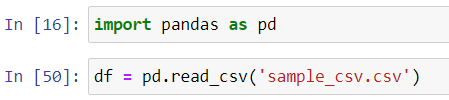 In [16]: import pandas as pd
In [50]: df = pd.read_csv('sample_csv.csv')